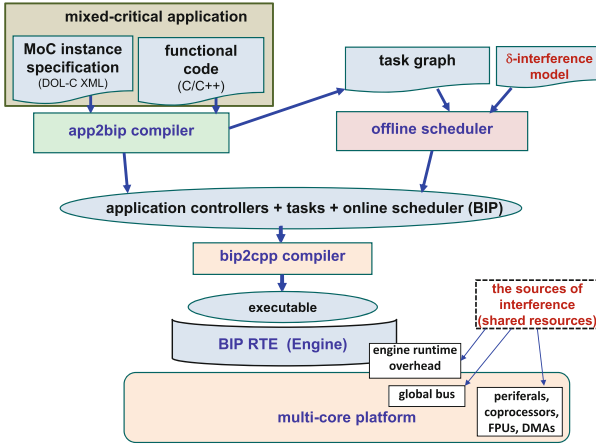 mixed-critical application
MoC instance
specification
(DOL-C XML)
functional
code
(C/C++)
task graph
δ-interference
model
app2bip compiler
offline scheduler
application controllers + tasks + online scheduler (BIP)
bip2cpp compiler
executable
the sources of
interference
(shared resources)
BIP RTE (Engine)
engine runtime
overhead
global bus
periferals,
coprocessors,
FPUs, DMAs
multi-core platform